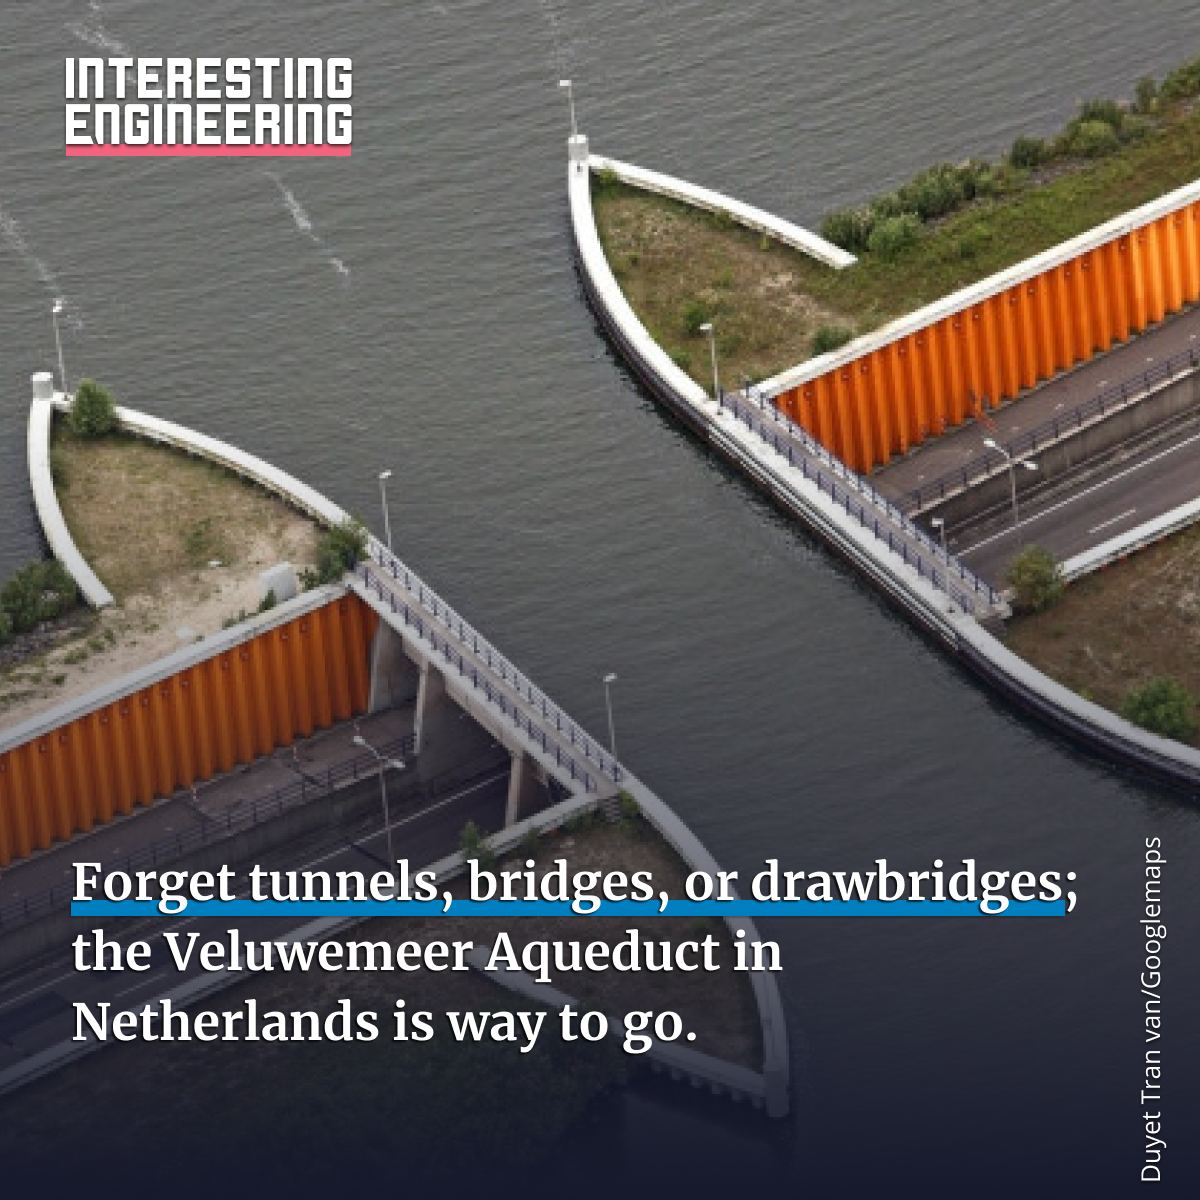 INTERESTING
ENGINEERING
Forget tunnels, bridges, or drawbridges;
the Veluwemeer Aqueduct in
Netherlands is way to go.
Duyet Tran van/Googlemaps